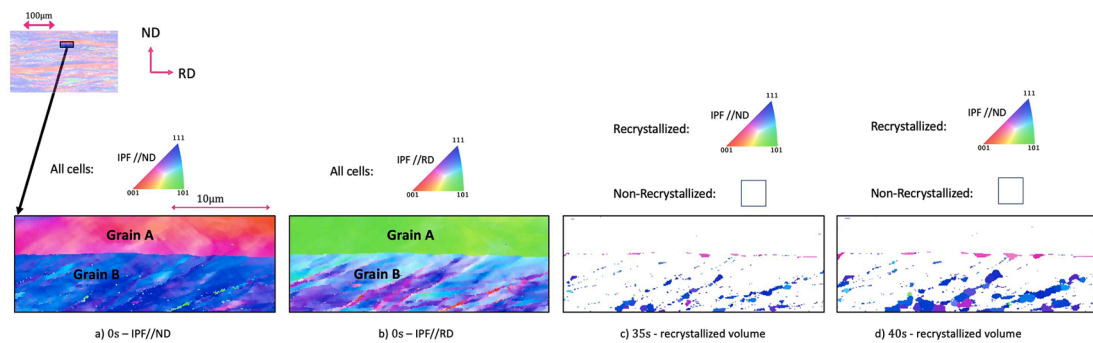 100µm
ND
RD
All cells:
IPF //ND
111
001
101
10µm
Grain A
Grain B
a) 0s – IPF//ND
All cells:
IPF //RD
111
001
101
Grain A
Grain B
b) 0s – IPF//RD
Recrystallized:
IPF //ND
111
001
101
Non-Recrystallized:
c) 35s - recrystallized volume
Recrystallized:
IPF //ND
111
001
101
Non-Recrystallized:
d) 40s - recrystallized volume